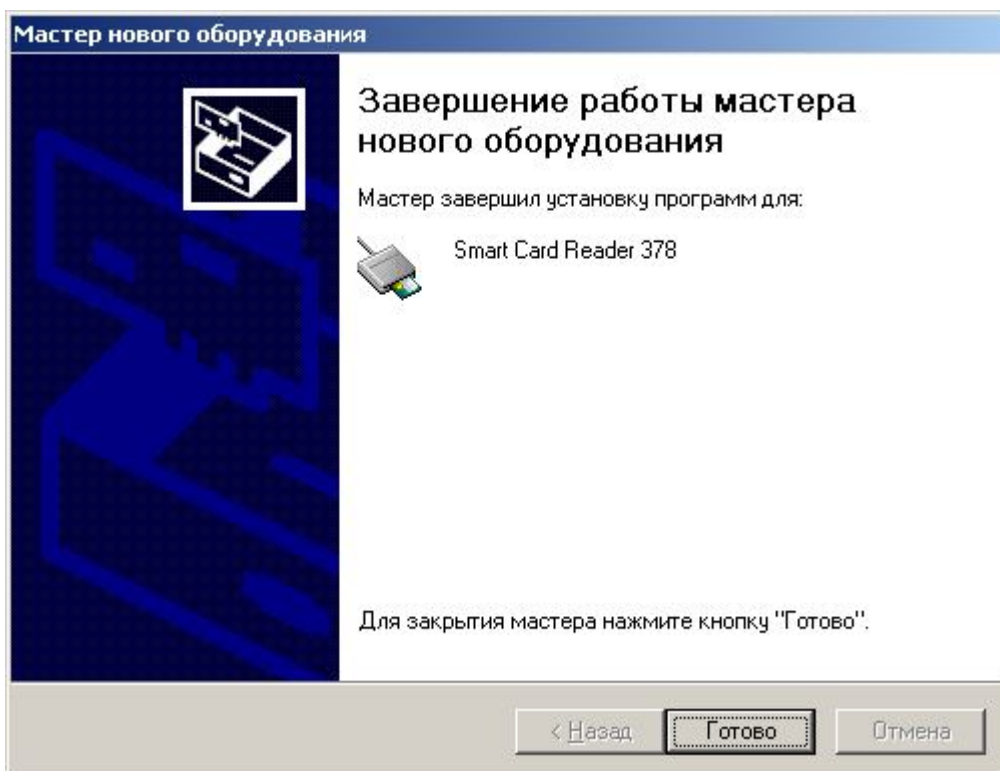 Мастер нового оборудования
Завершение работы мастера
нового оборудования
Мастер завершил установку программ для:
Smart Card Reader 378
Для закрытия мастера нажмите кнопку "Готово".
< Назад
Готово
Отмена